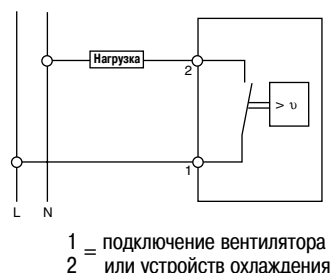 Нагрузка
2
> υ
1
L N
1 = подключение вентилятора
2 или устройств охлаждения